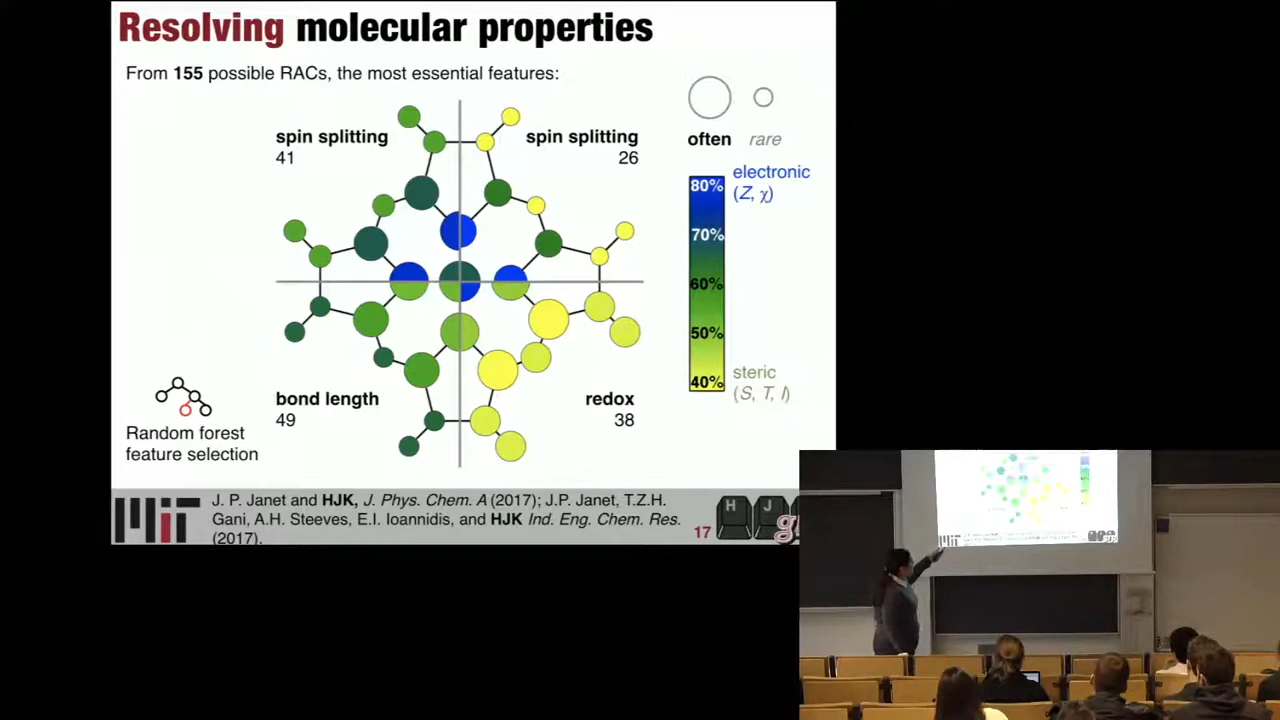 Resolving molecular properties
From 155 possible RACs, the most essential features:
spin splitting
41
spin splitting
26
often
rare
electronic
(Z, χ)
80%
70%
60%
50%
40%
steric
(S, T, I)
bond length
49
redox
38
Random forest
feature selection
MIT
J. P. Janet and HJK, J. Phys. Chem. A (2017); J.P. Janet, T.Z.H.
Gani, A.H. Steeves, E.I. Ioannidis, and HJK Ind. Eng. Chem. Res.
(2017).
17
H J
g